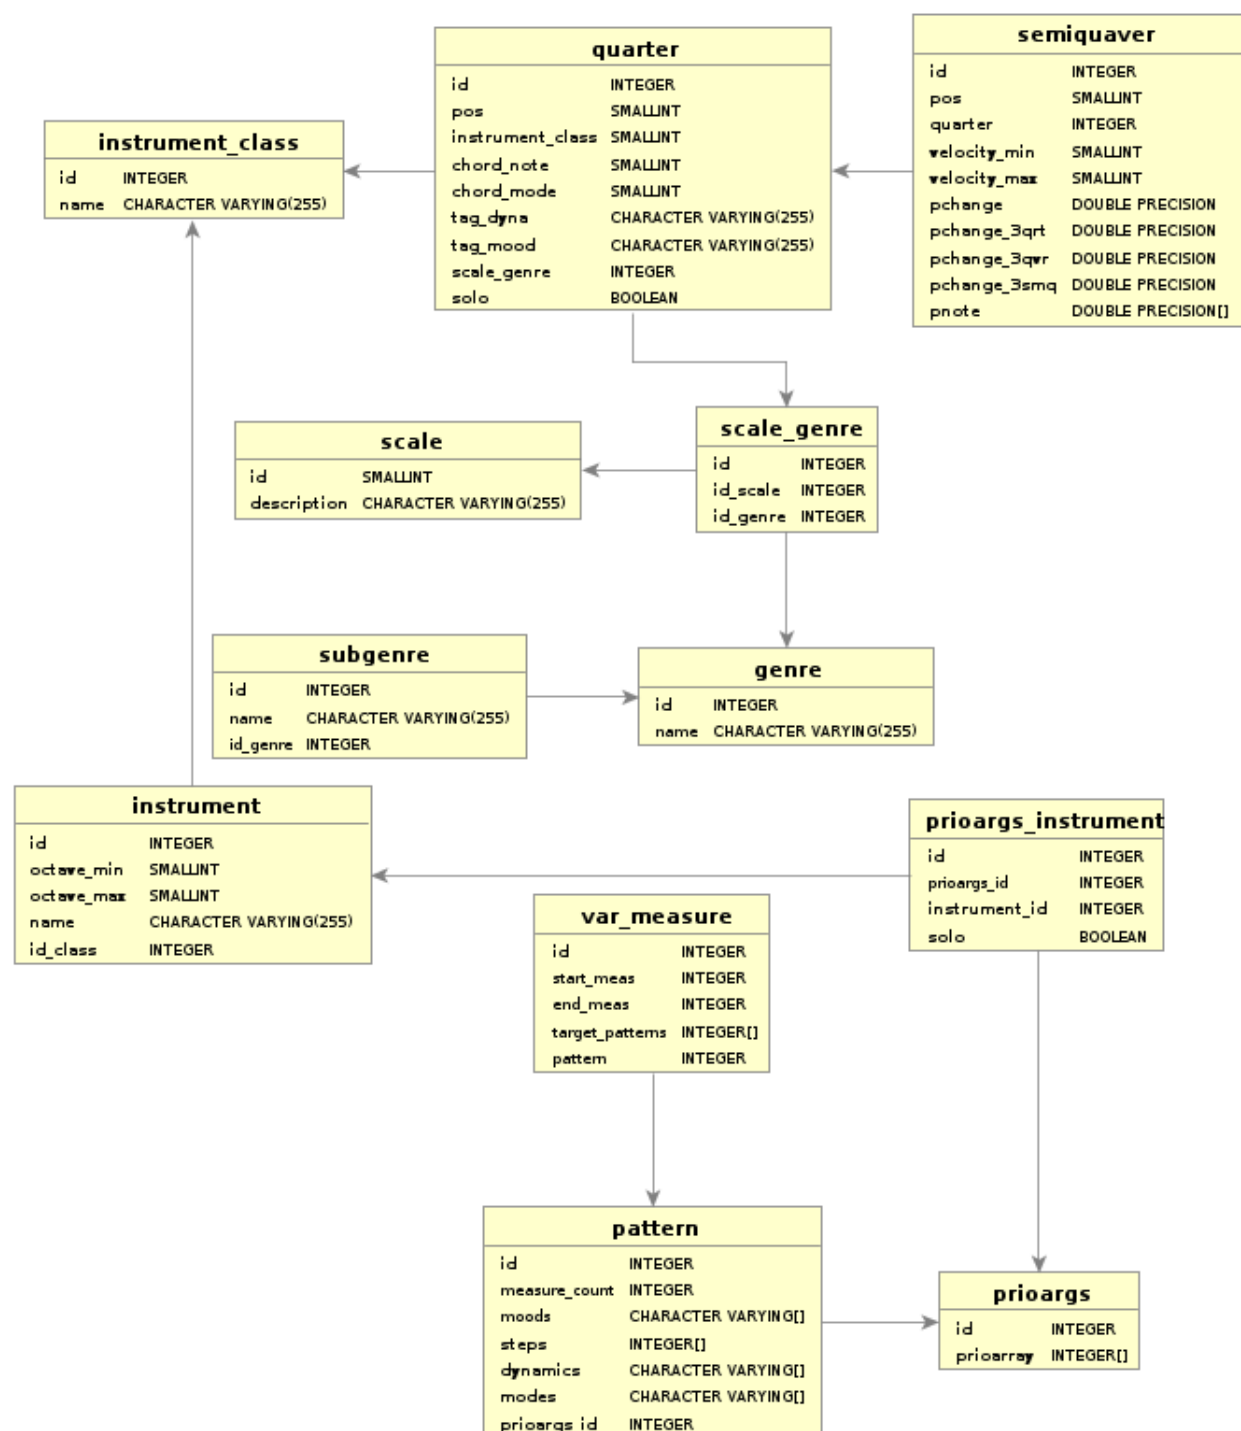 quarter
id INTEGER
pos SMALLINT
instrument_class SMALLINT
chord_note SMALLINT
chord_mode SMALLINT
tag_dyna CHARACTER VARYING(255)
tag_mood CHARACTER VARYING(255)
scale_genre INTEGER
solo BOOLEAN
semiquaver
id INTEGER
pos SMALLINT
quarter INTEGER
velocity_min SMALLINT
velocity_max SMALLINT
pchange DOUBLE PRECISION
pchange_3qrt DOUBLE PRECISION
pchange_3qvr DOUBLE PRECISION
pchange_3smq DOUBLE PRECISION
pnote DOUBLE PRECISION[]
instrument_class
id INTEGER
name CHARACTER VARYING(255)
scale_genre
id INTEGER
id_scale INTEGER
id_genre INTEGER
scale
id SMALLINT
description CHARACTER VARYING(255)
subgenre
id INTEGER
name CHARACTER VARYING(255)
id_genre INTEGER
genre
id INTEGER
name CHARACTER VARYING(255)
instrument
id INTEGER
octave_min SMALLINT
octave_max SMALLINT
name CHARACTER VARYING(255)
id_class INTEGER
prioargs_instrument
id INTEGER
prioargs_id INTEGER
instrument_id INTEGER
solo BOOLEAN
var_measure
id INTEGER
start_meas INTEGER
end_meas INTEGER
target_patterns INTEGER[]
pattern INTEGER
pattern
id INTEGER
measure_count INTEGER
moods CHARACTER VARYING[]
steps INTEGER[]
dynamics CHARACTER VARYING[]
modes CHARACTER VARYING[]
prioargs_id INTEGER
prioargs
id INTEGER
prioarray INTEGER[]